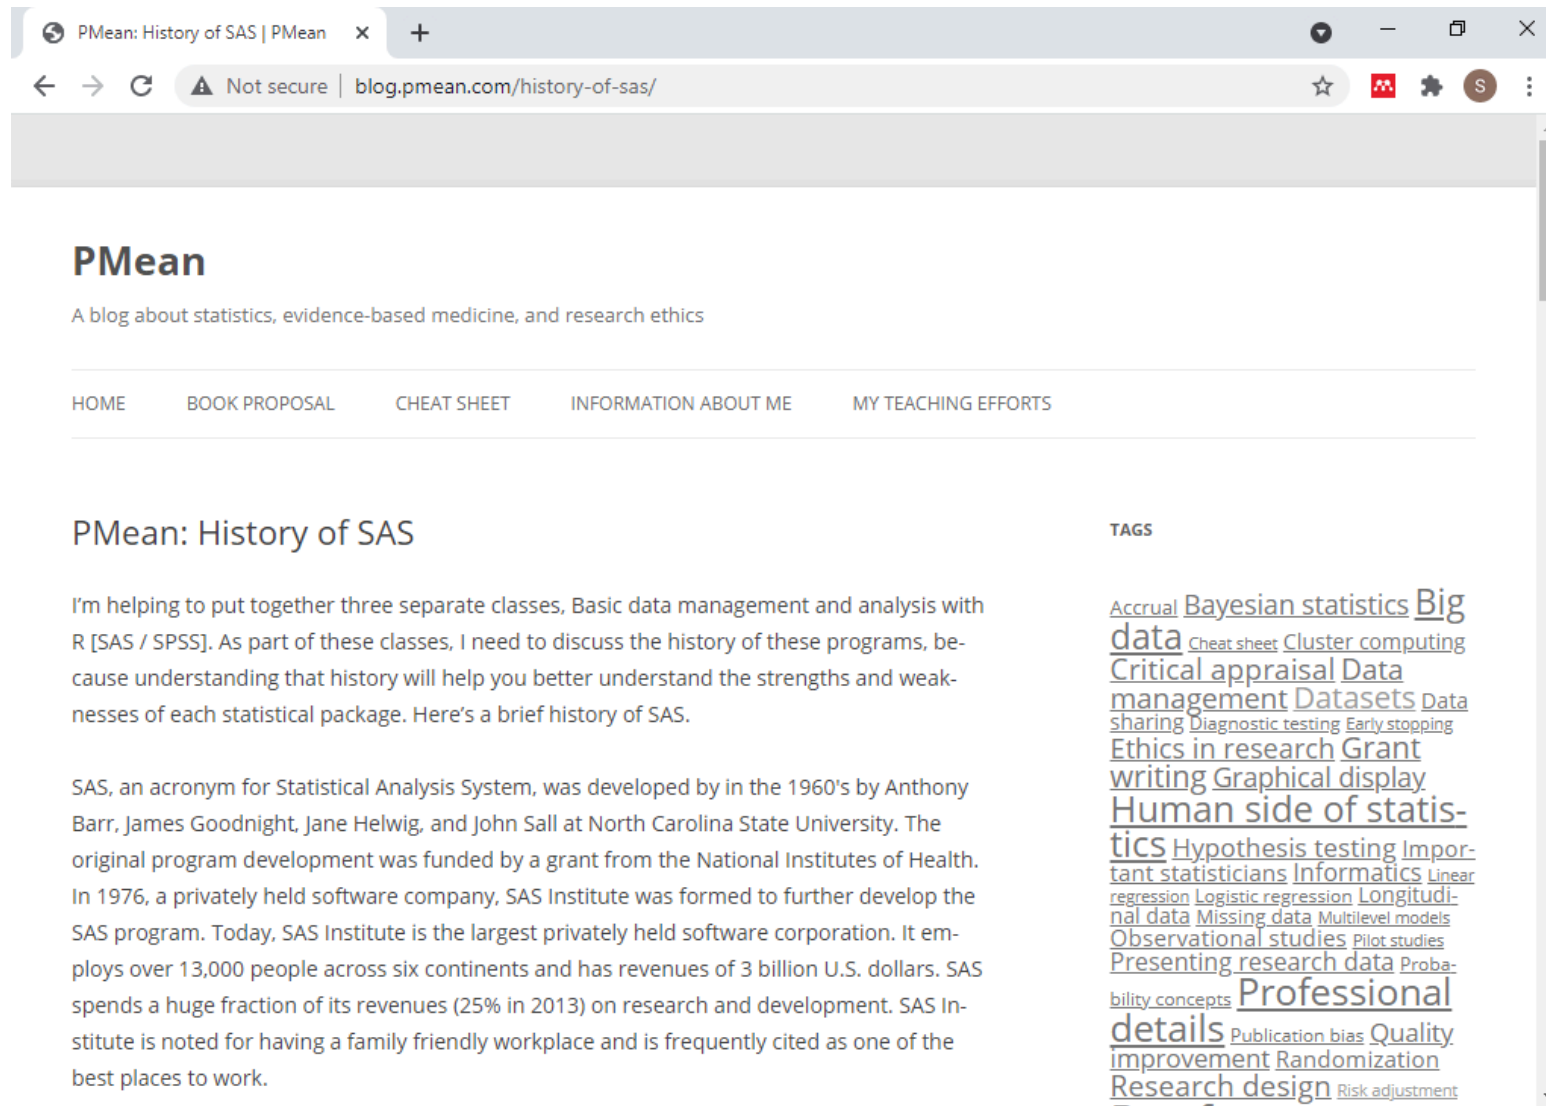 PMean: History of SAS | PMean
Not secure | blog.pmean.com/history-of-sas/
S
PMean
A blog about statistics, evidence-based medicine, and research ethics
HOME BOOK PROPOSAL CHEAT SHEET INFORMATION ABOUT ME MY TEACHING EFFORTS
PMean: History of SAS
I'm helping to put together three separate classes, Basic data management and analysis with
R [SAS / SPSS]. As part of these classes, I need to discuss the history of these programs, be-
cause understanding that history will help you better understand the strengths and weak-
nesses of each statistical package. Here's a brief history of SAS.
SAS, an acronym for Statistical Analysis System, was developed by in the 1960's by Anthony
Barr, James Goodnight, Jane Helwig, and John Sall at North Carolina State University. The
original program development was funded by a grant from the National Institutes of Health.
In 1976, a privately held software company, SAS Institute was formed to further develop the
SAS program. Today, SAS Institute is the largest privately held software corporation. It em-
ploys over 13,000 people across six continents and has revenues of 3 billion U.S. dollars. SAS
spends a huge fraction of its revenues (25% in 2013) on research and development. SAS In-
stitute is noted for having a family friendly workplace and is frequently cited as one of the
best places to work.
TAGS
Accrual Bayesian statistics Big
data Cheat sheet Cluster computing
Critical appraisal Data
management Datasets Data
sharing Diagnostic testing Early stopping
Ethics in research Grant
writing Graphical display
Human side of statis-
tics Hypothesis testing Impor-
tant statisticians Informatics Linear
regression Logistic regression Longitudi-
nal data Missing data Multilevel models
Observational studies Pilot studies
Presenting research data Proba-
bility concepts Professional
details Publication bias Quality
improvement Randomization
Research design Risk adjustment